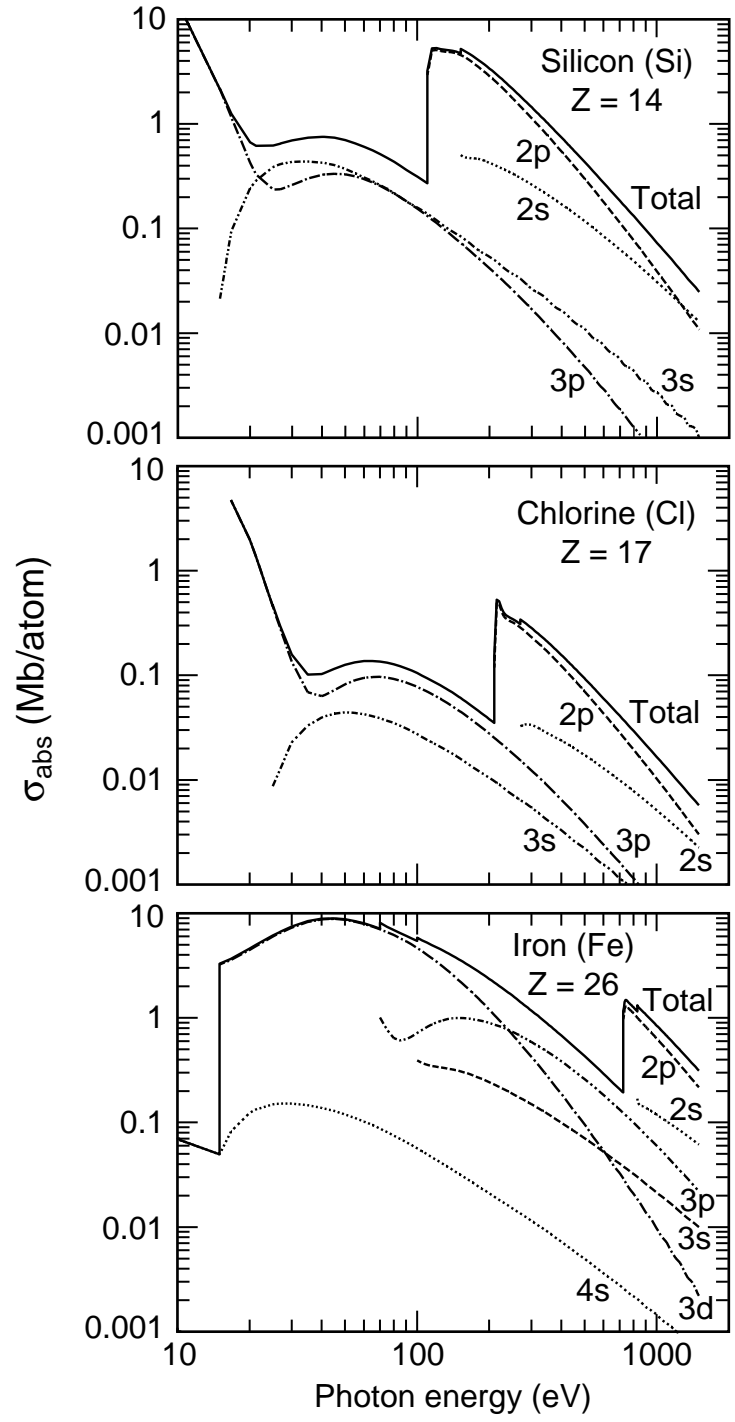 10
1
0.1
0.01
0.001
Silicon (Si)
Z = 14
2p
2s
Total
3p
3s
10
1
0.1
0.01
0.001
Chlorine (Cl)
Z = 17
2p
Total
3s
3p
2s
σabs (Mb/atom)
10
1
0.1
0.01
0.001
Iron (Fe)
Z = 26
Total
2p
2s
3p
3s
4s
3d
10
100
1000
Photon energy (eV)